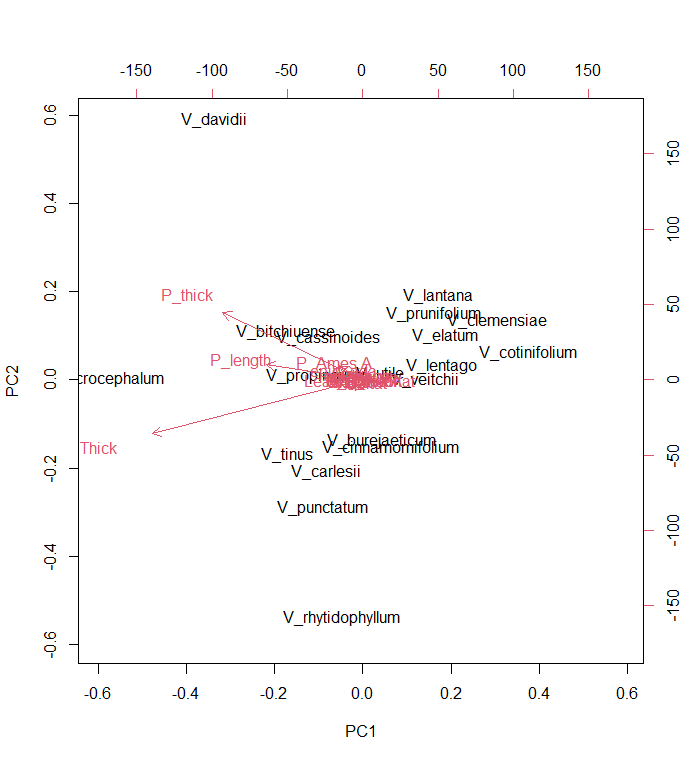 -150 -100 -50 0 50 100 150
0.6 V_davidii
150
0.4
100
P_thick
0.2 V_lantana
50
V_prunifolium
V_clemensiae
V_bitchiuense
V_cassinoides
V_elatum
V_cotinifolium
P_length
P_Ames A
V_lentago
PC2
crocephalum
0.0
V_veitchii
0
V_burejaeticum
Thick
V_cinnamomifolium
-50
V_tinus
-0.2
V_carlesii
V_punctatum
-100
-0.4
V_rhytidophyllum
-150
-0.6
-0.6 -0.4 -0.2 0.0 0.2 0.4 0.6
PC1